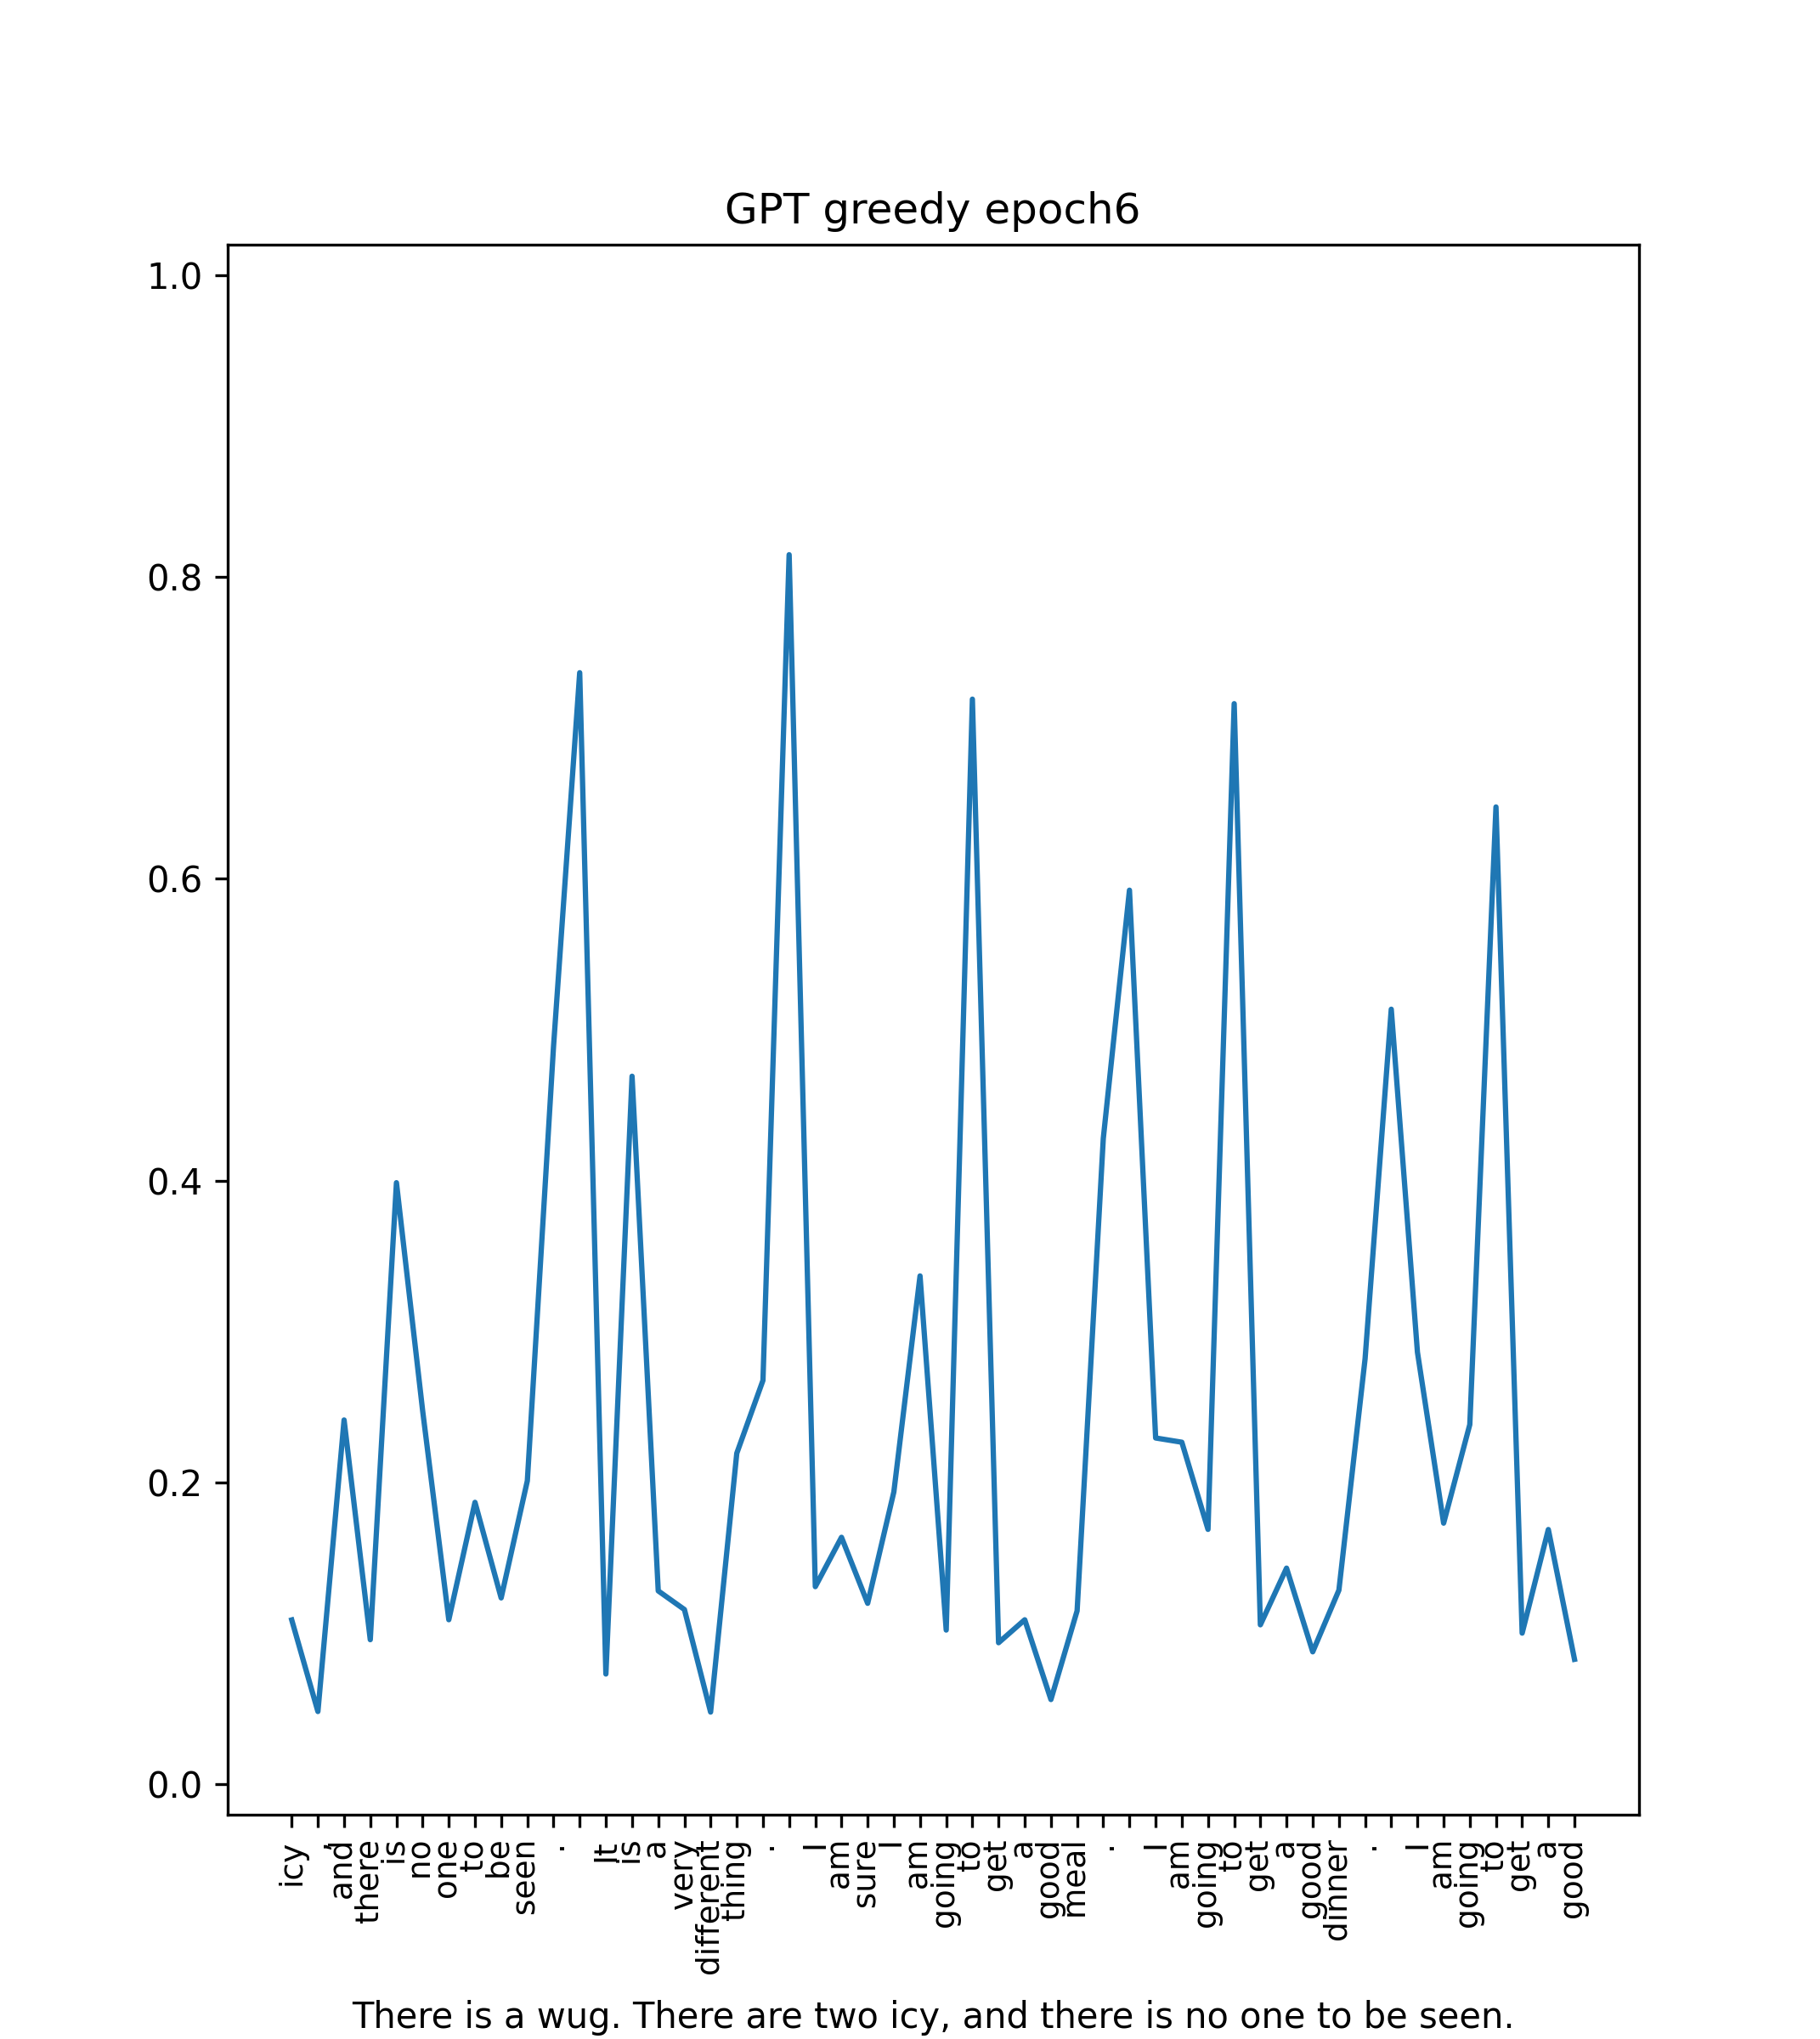 GPT greedy epoch6
1.0
0.8
0.6
0.4
0.2
0.0
icy
,
and
there
is
no
one
to
be
seen
.
It
is
a
very
different
thing
.
I
am
sure
I
am
going
to
get
a
good
meal
.
I
am
going
to
get
a
good
dinner
.
I
am
going
to
get
a
good
There is a wug. There are two icy, and there is no one to be seen.